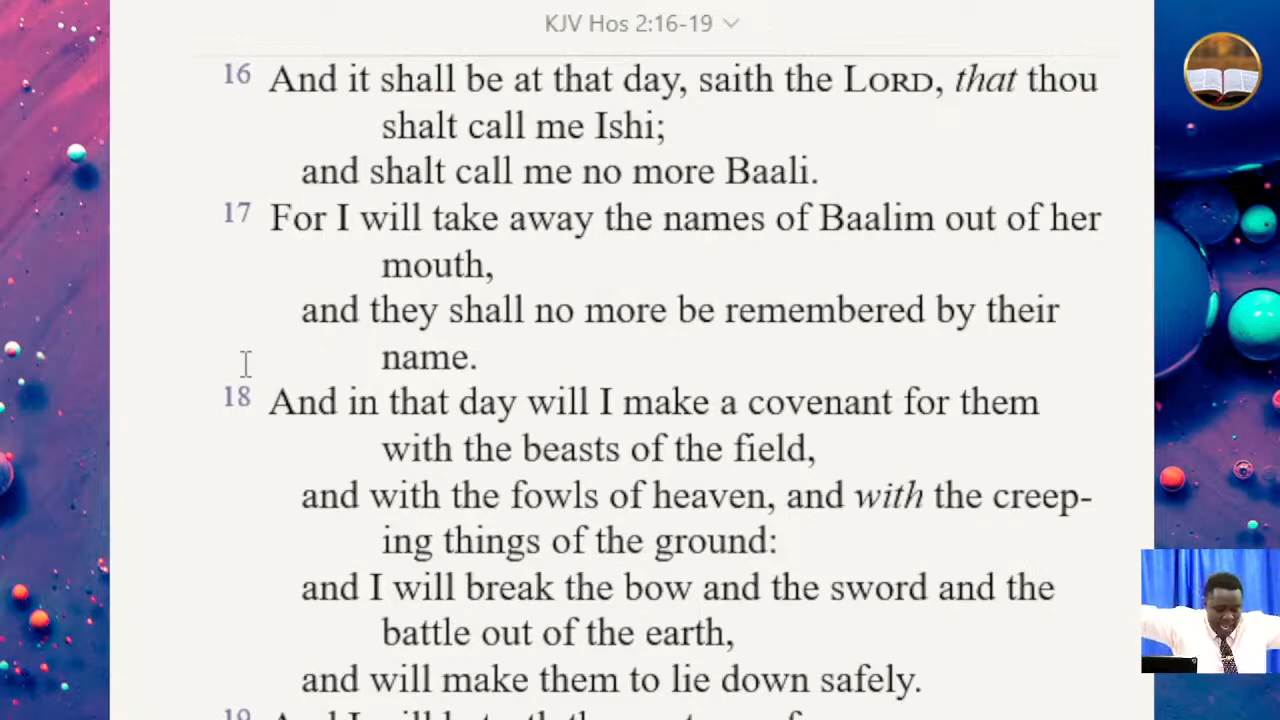 KJV Hos 2:16-19
16 And it shall be at that day, saith the LORD, that thou
shalt call me Ishi;
and shalt call me no more Baali.
17 For I will take away the names of Baalim out of her
mouth,
and they shall no more be remembered by their
name.
18 And in that day will I make a covenant for them
with the beasts of the field,
and with the fowls of heaven, and with the creep-
ing things of the ground:
and I will break the bow and the sword and the
battle out of the earth,
and will make them to lie down safely.
19 And I will